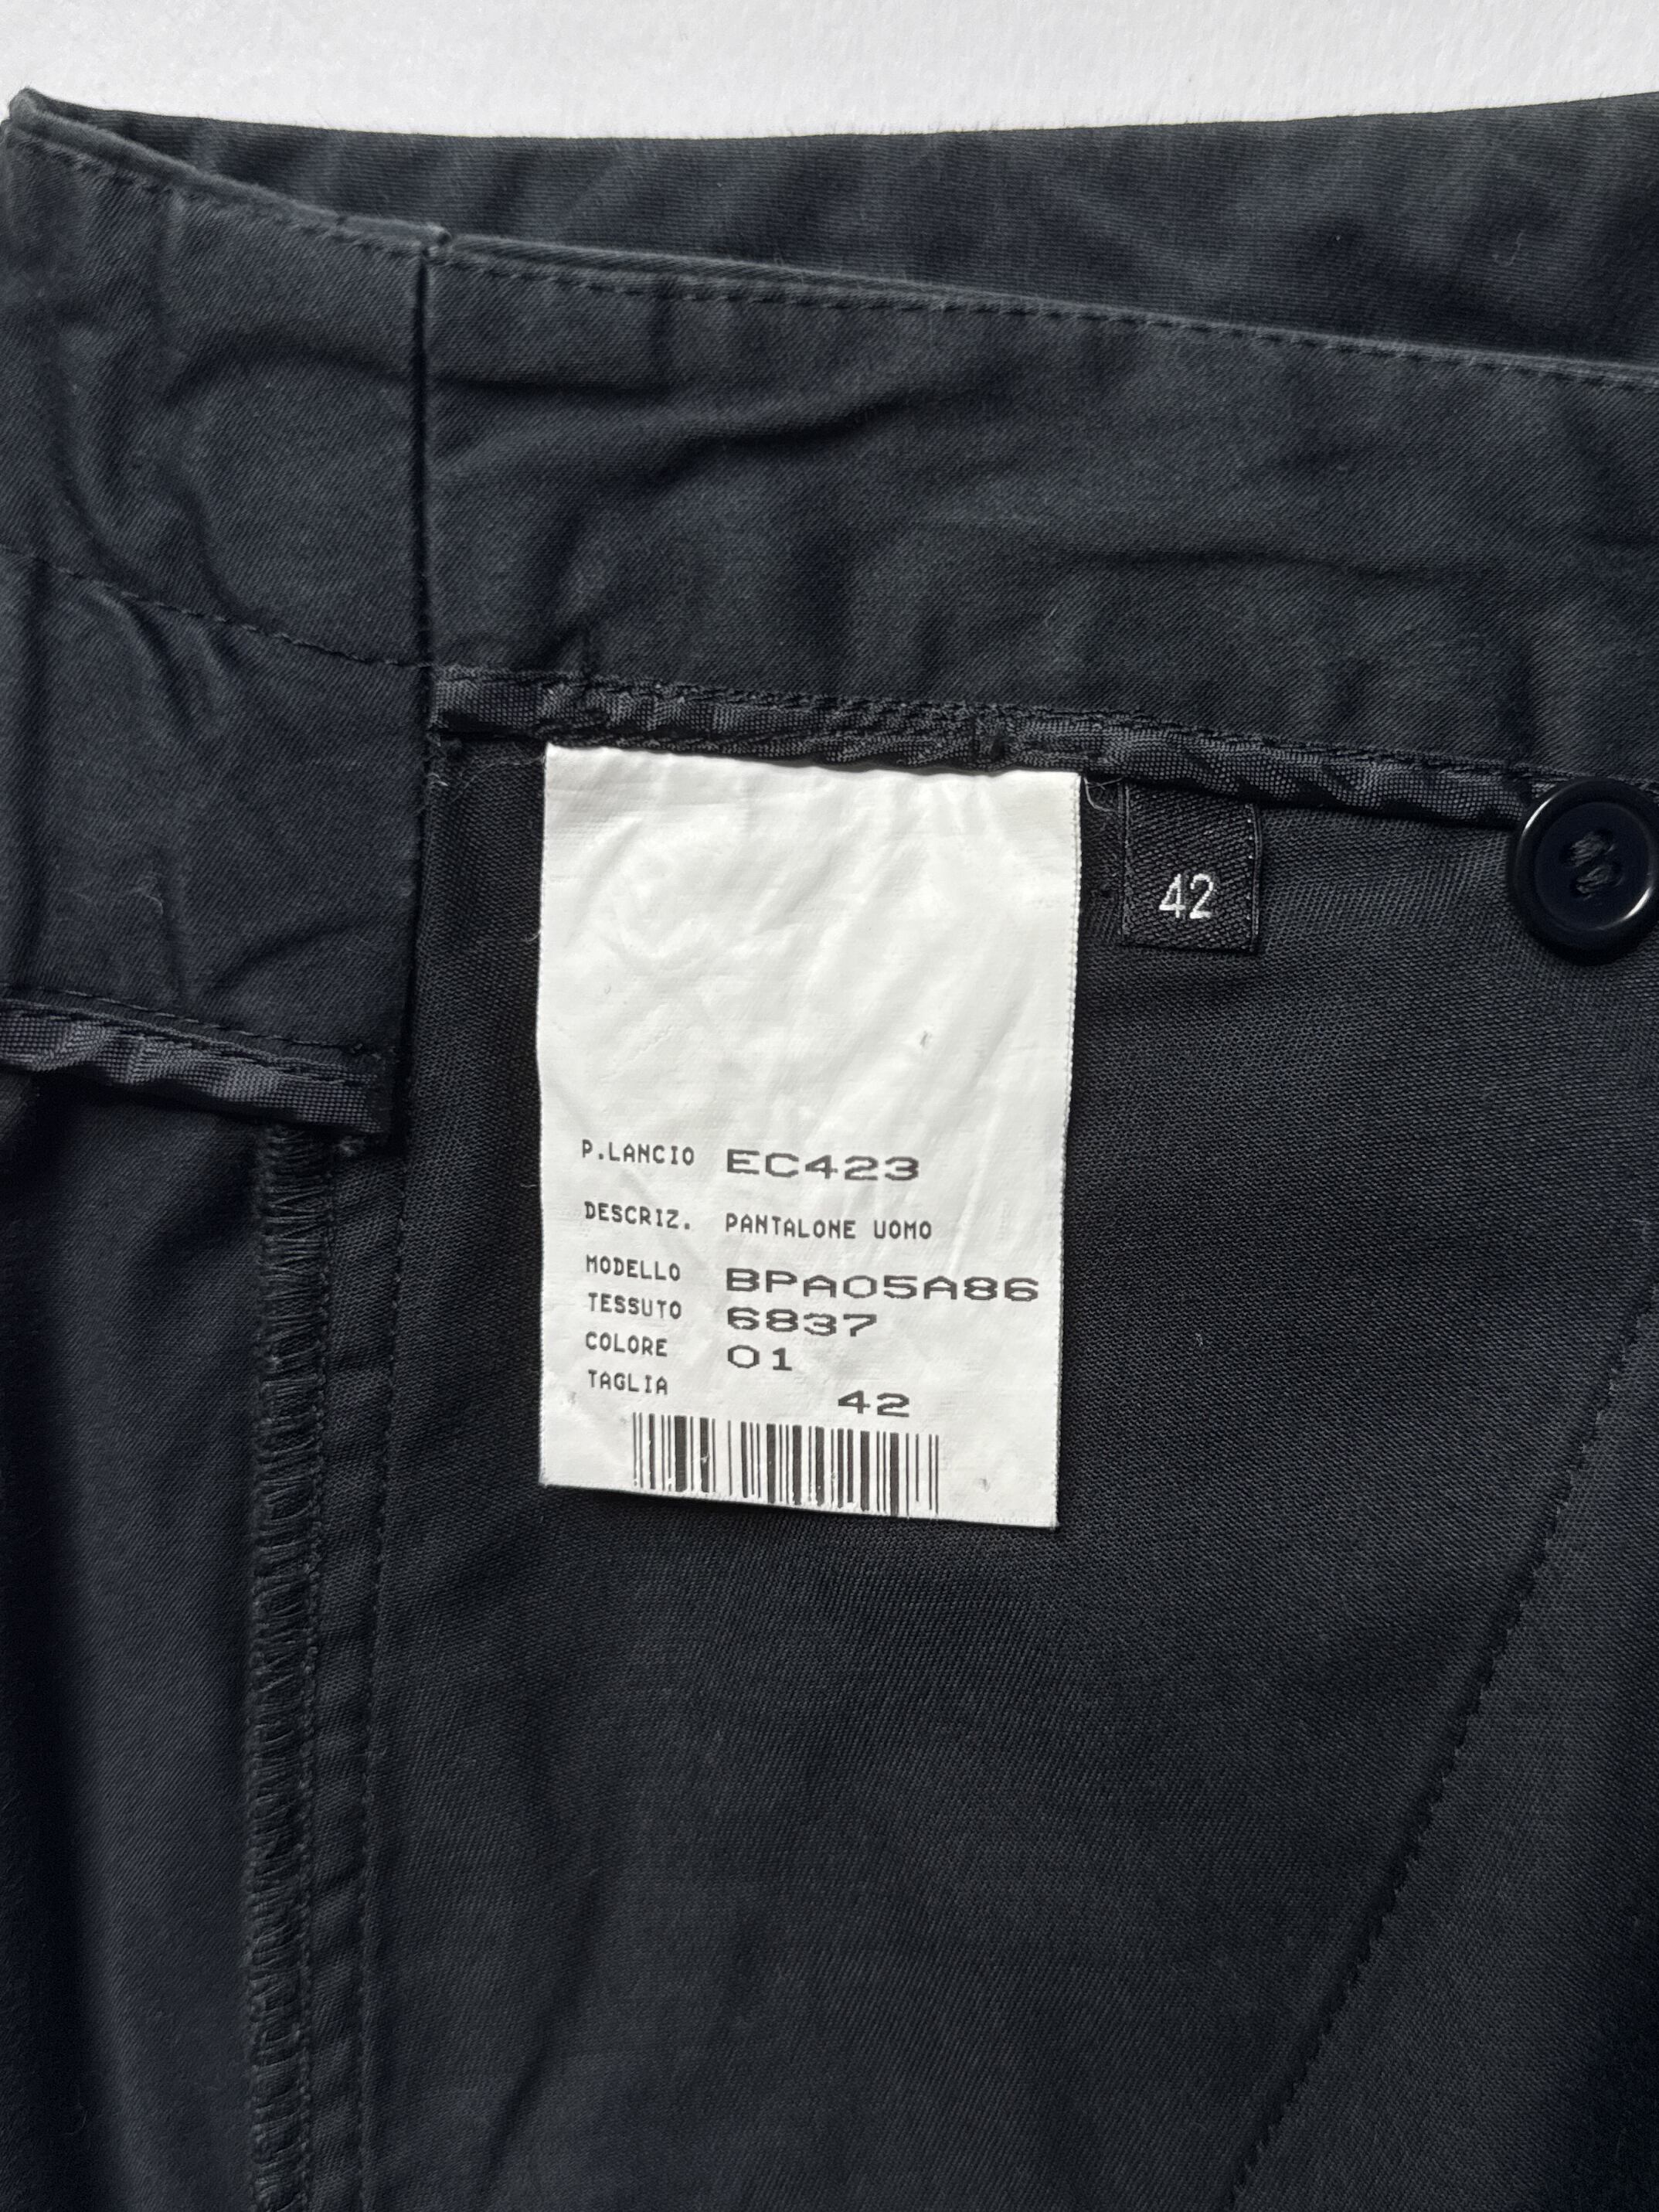 42
P.LANCIO EC423
DESCRIZ. PANTALONE UOMO
MODELLO BPA05A86
TESSUTO 6837
COLORE 01
TAGLIA 42